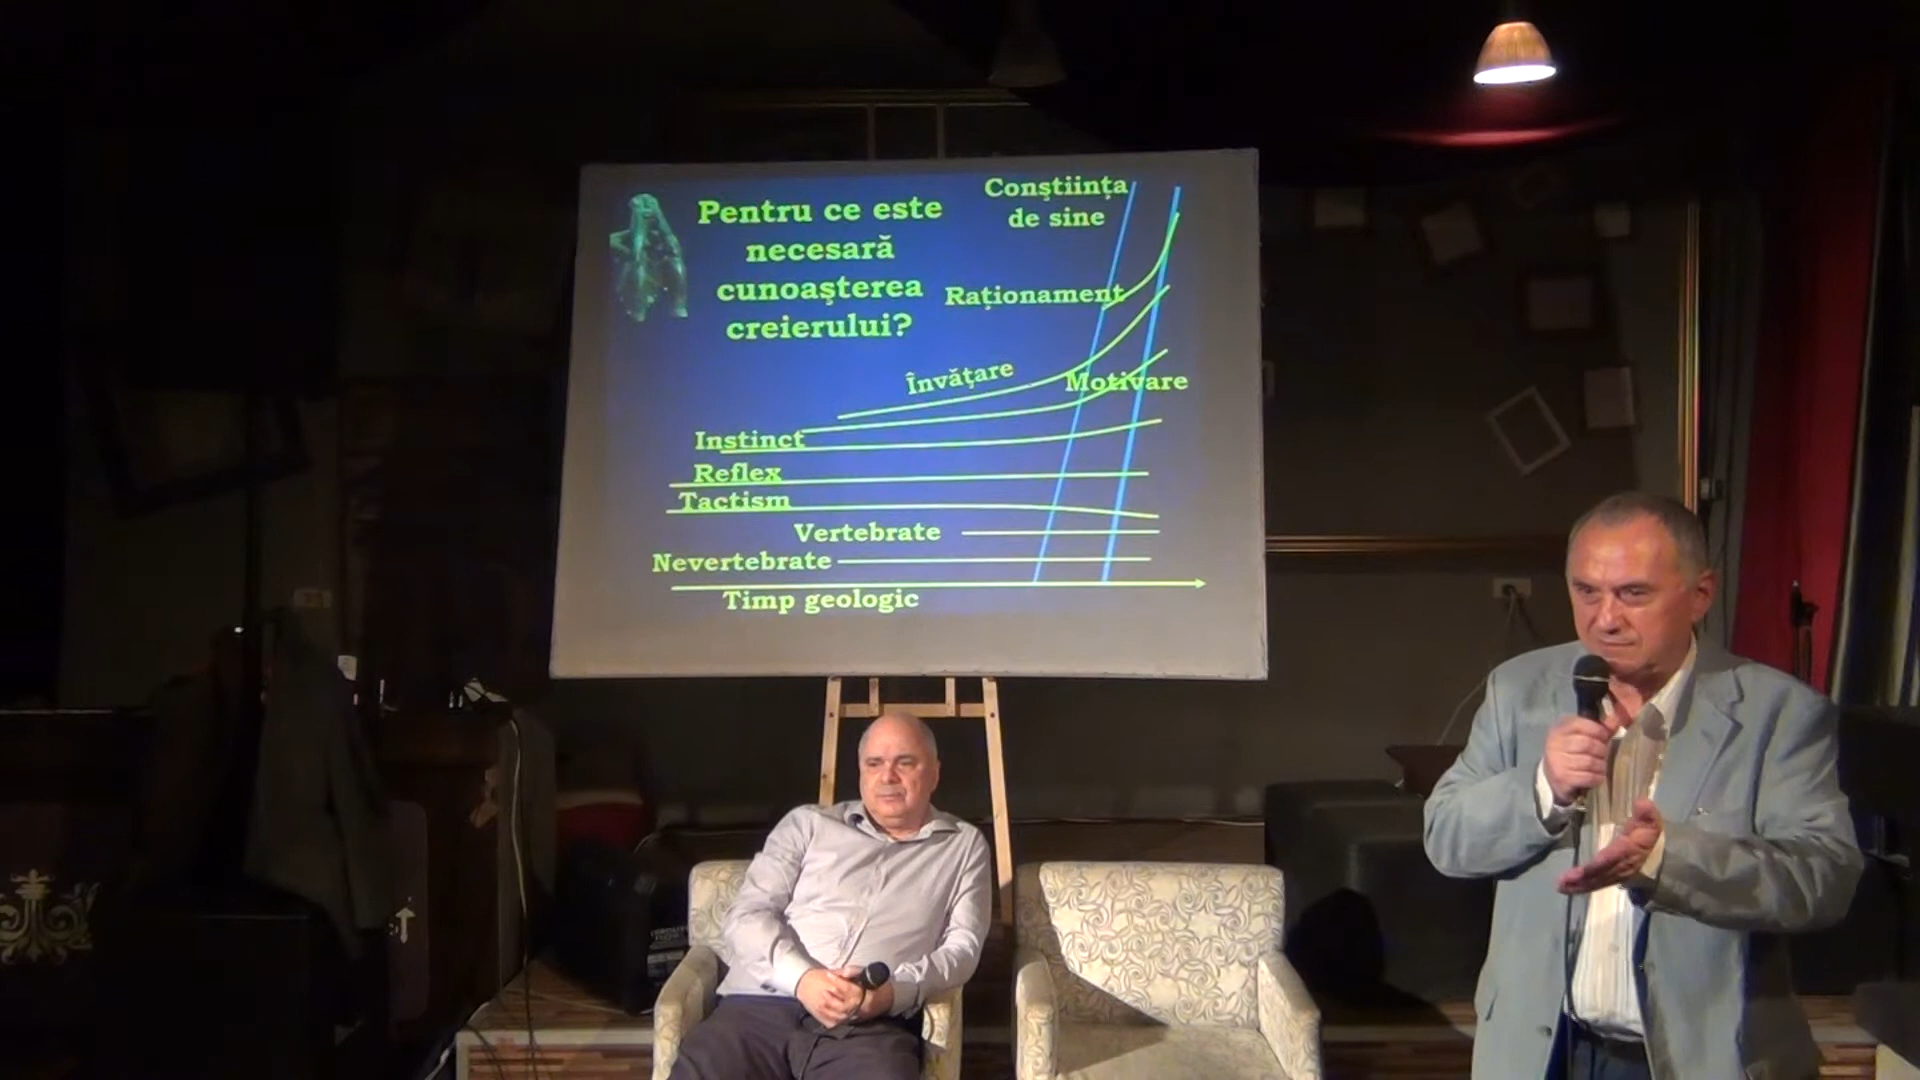 Pentru ce este
necesară
cunoaşterea
creierului?
Conştiinţa
de sine
Raţionament
Învăţare
Motivare
Instinct
Reflex
Tactism
Vertebrate
Nevertebrate
Timp geologic